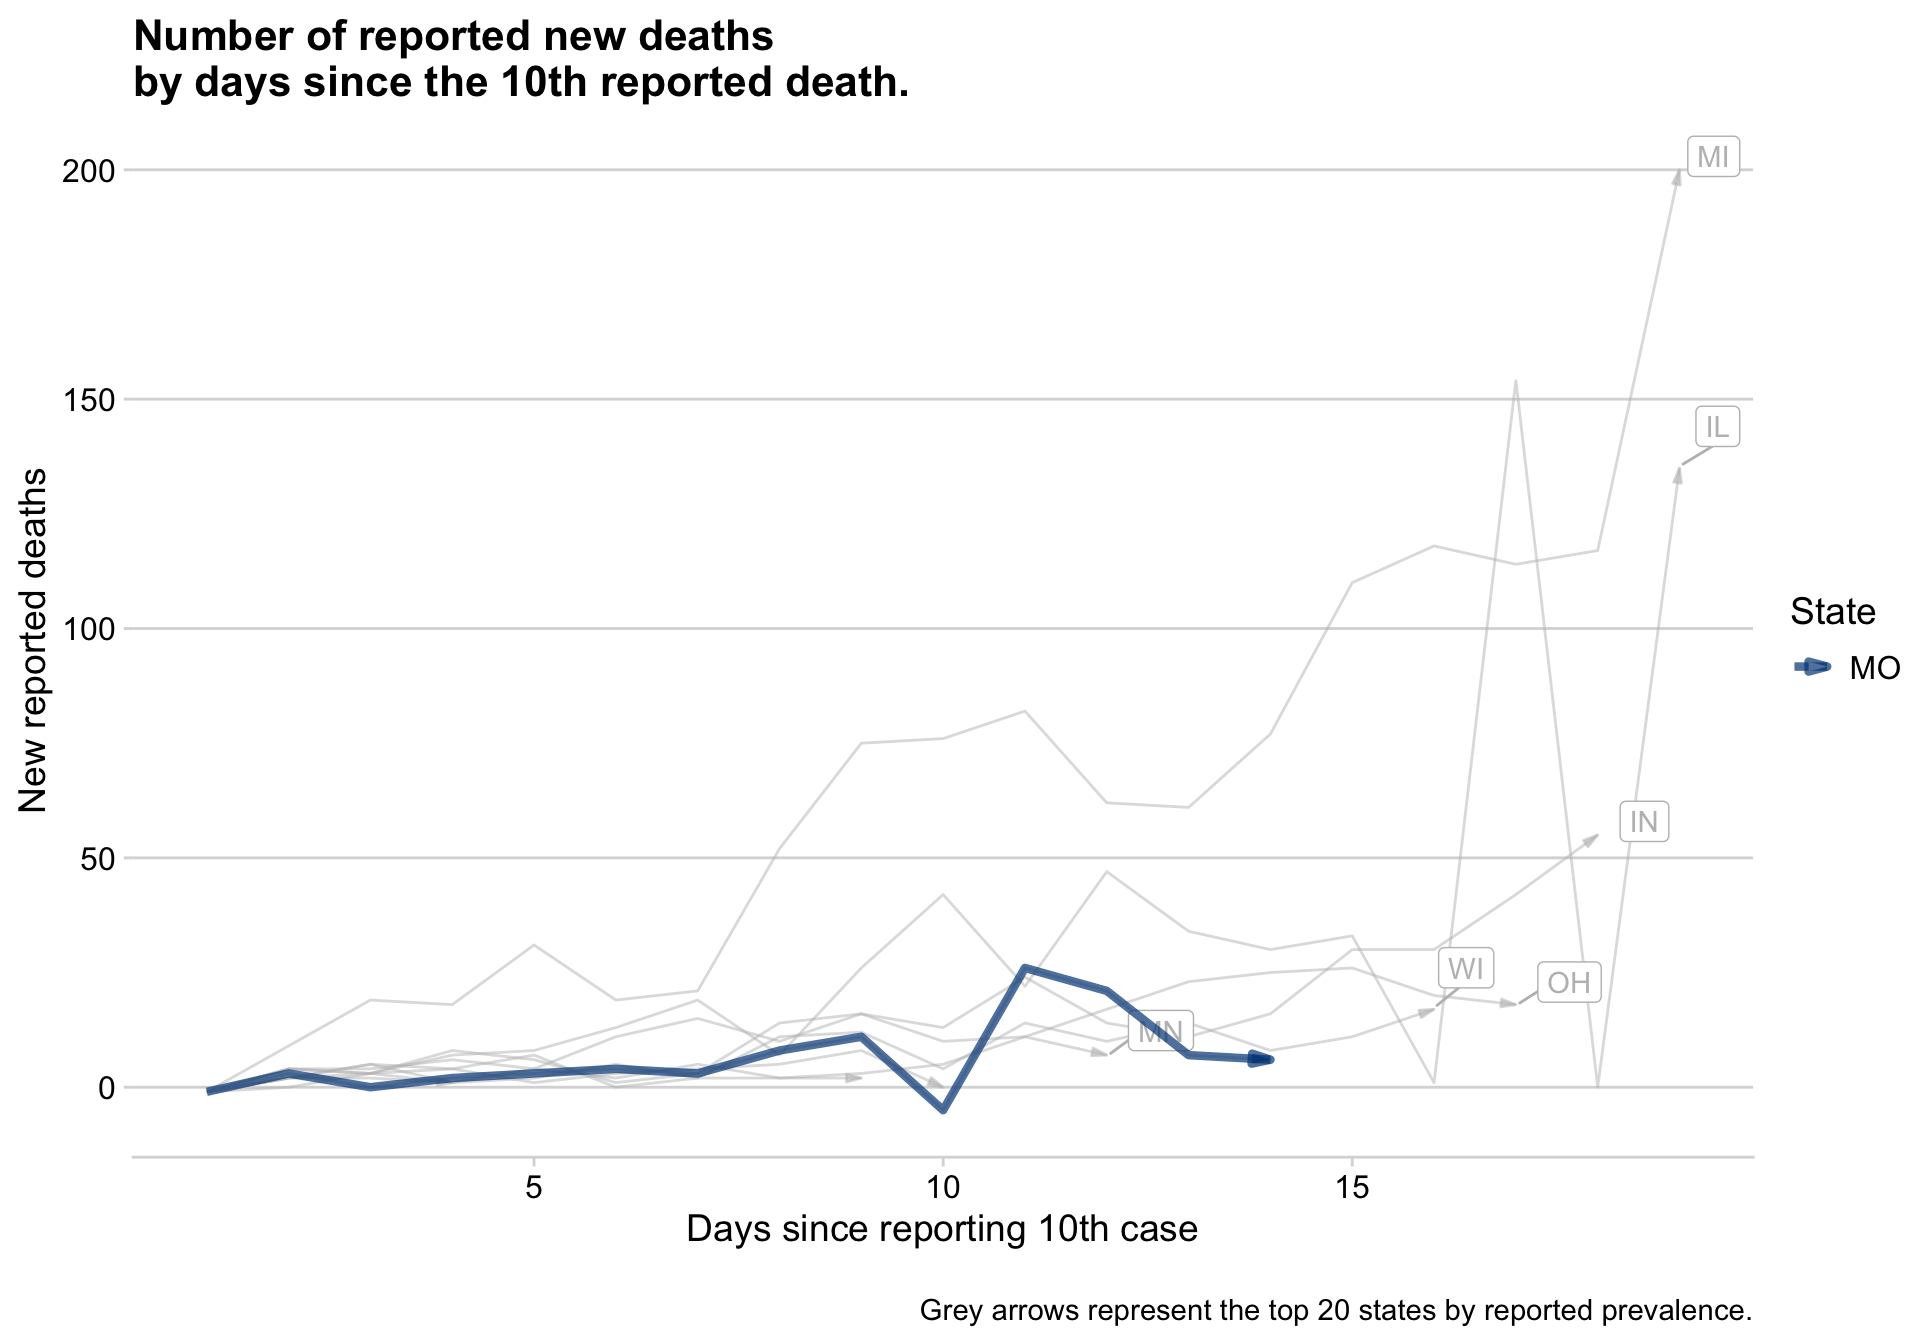 Number of reported new deaths
by days since the 10th reported death.
200
150
100
50
0
New reported deaths
MI
IL
IN
WI
OH
MN
State
MO
5
10
15
Days since reporting 10th case
Grey arrows represent the top 20 states by reported prevalence.